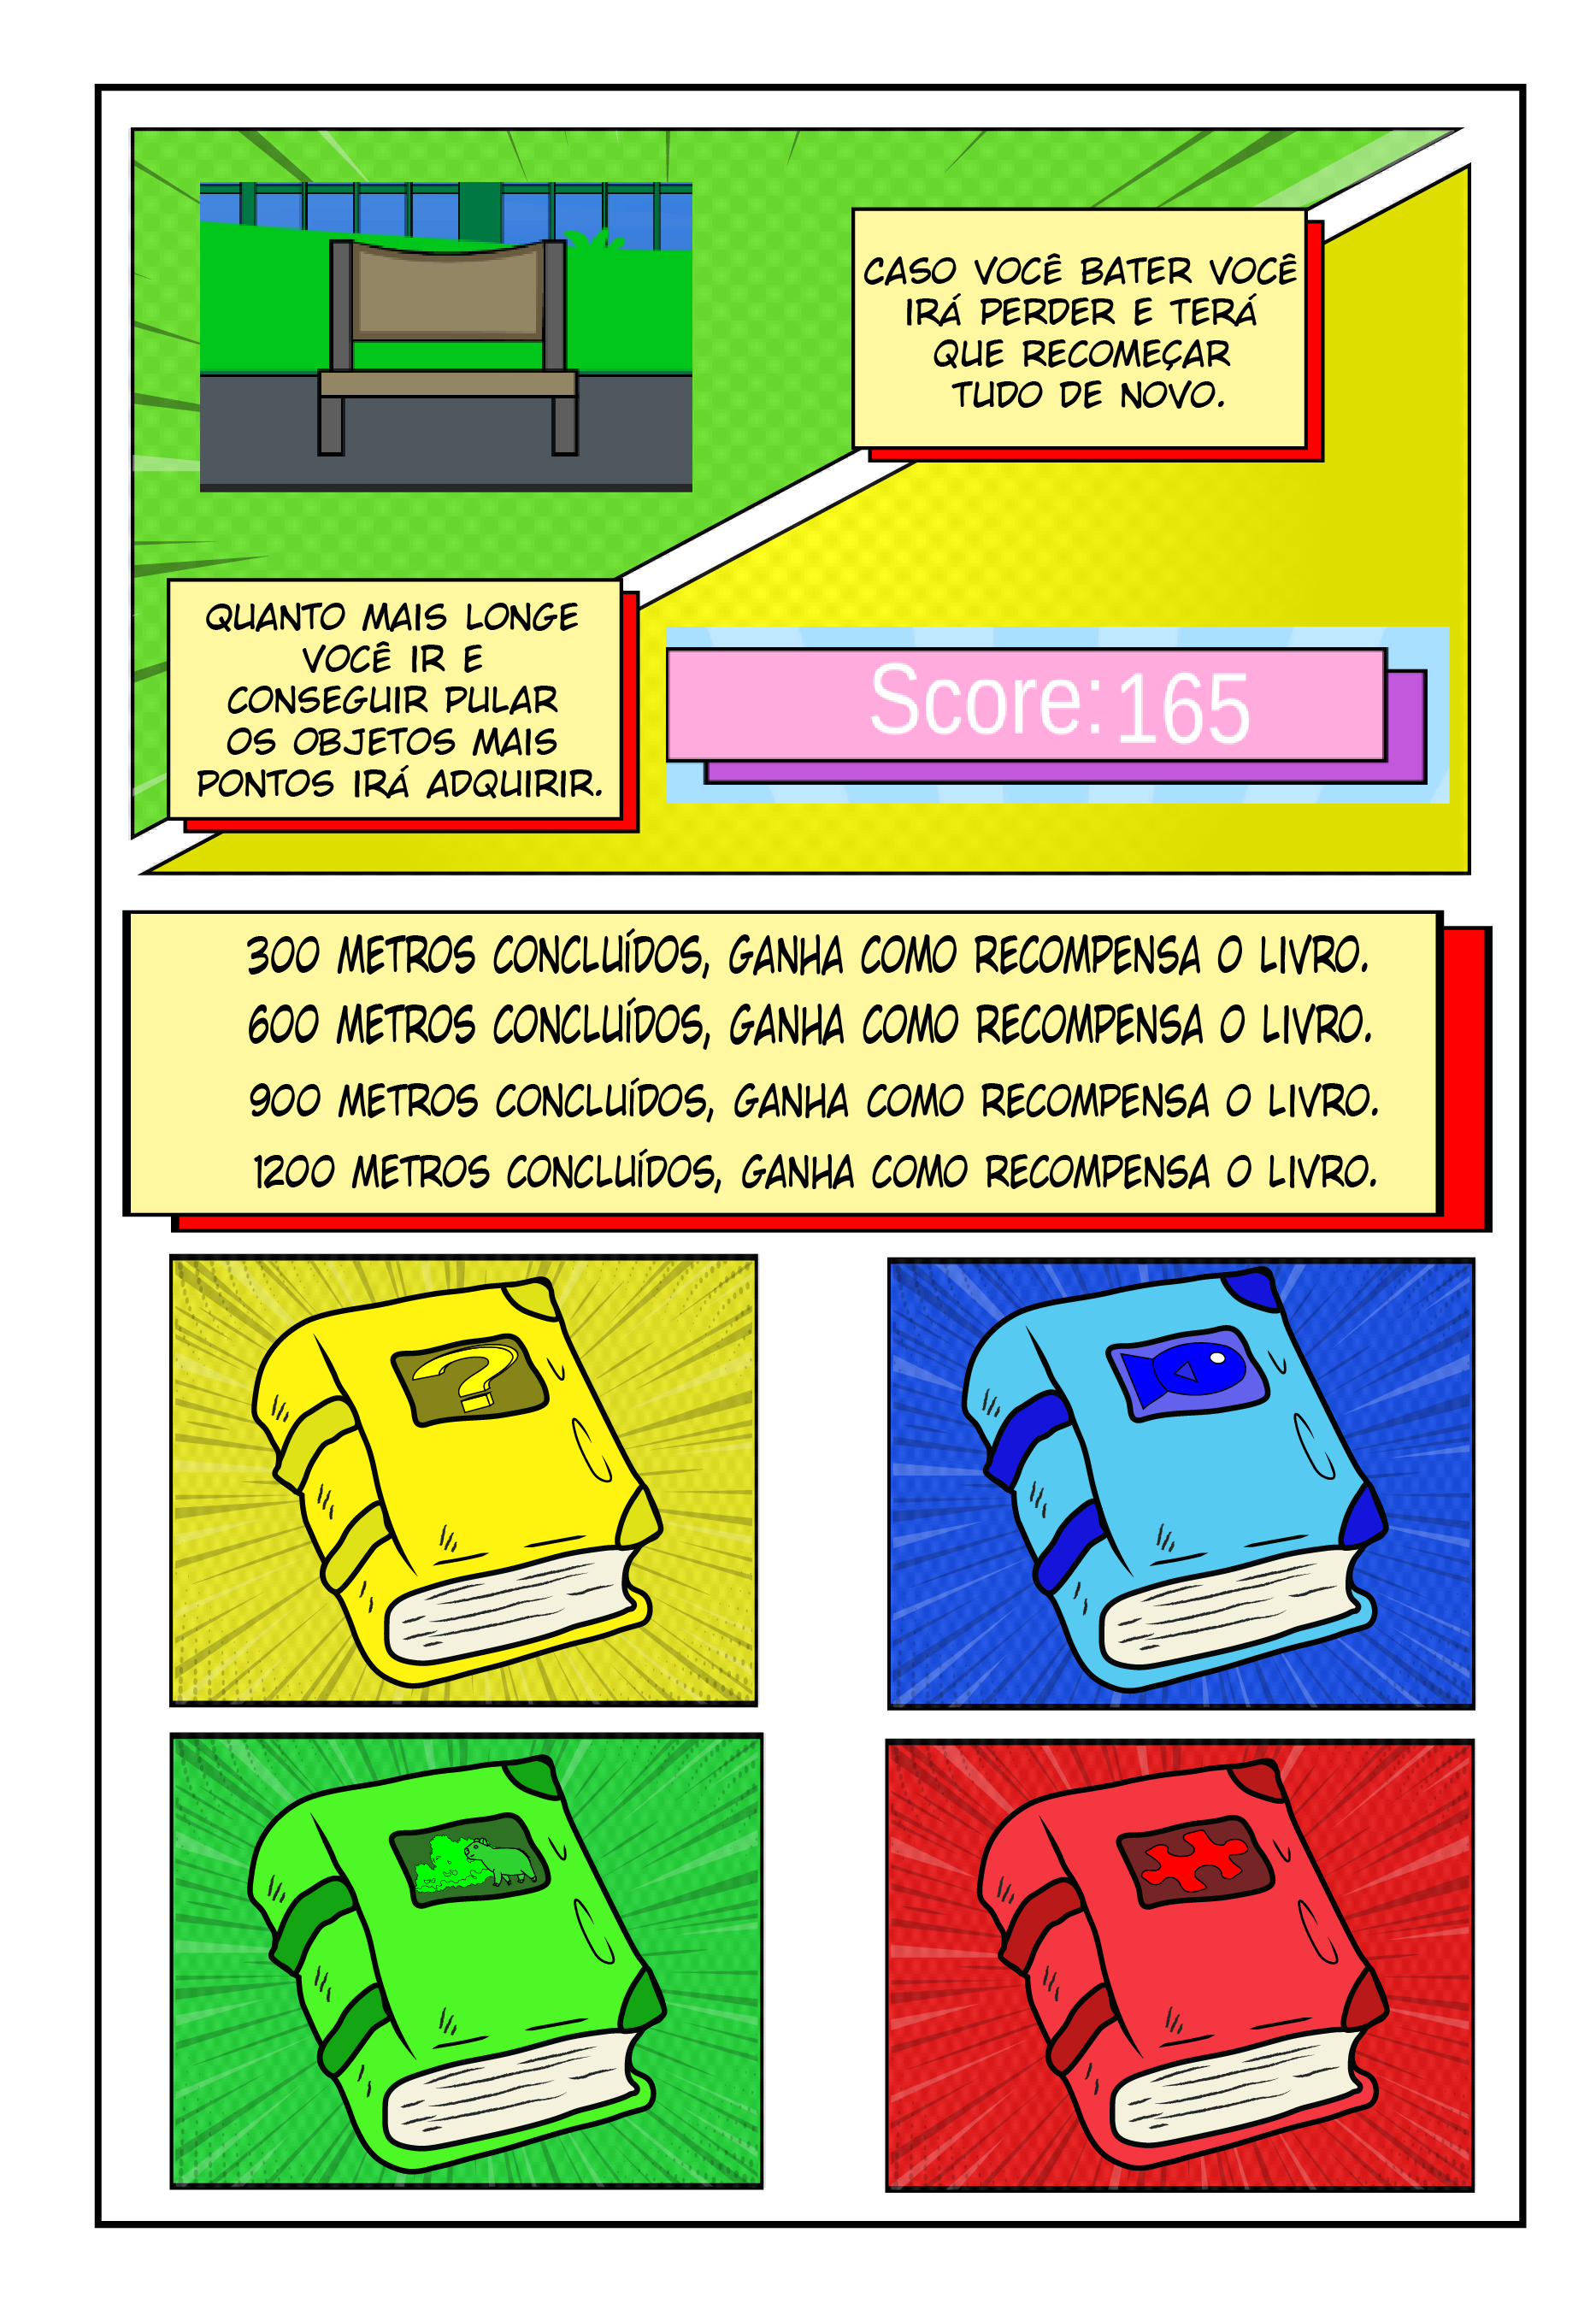 CASO VOCÊ BATER VOCÊ
IRÁ PERDER E TERÁ
QUE RECOMEÇAR
TUDO DE NOVO.
QUANTO MAIS LONGE
VOCÊ IR E
CONSEGUIR PULAR
OS OBJETOS MAIS
PONTOS IRÁ ADQUIRIR.
Score: 165
300 METROS CONCLUÍDOS, GANHA COMO RECOMPENSA O LIVRO.
600 METROS CONCLUÍDOS, GANHA COMO RECOMPENSA O LIVRO.
900 METROS CONCLUÍDOS, GANHA COMO RECOMPENSA O LIVRO.
1200 METROS CONCLUÍDOS, GANHA COMO RECOMPENSA O LIVRO.
?